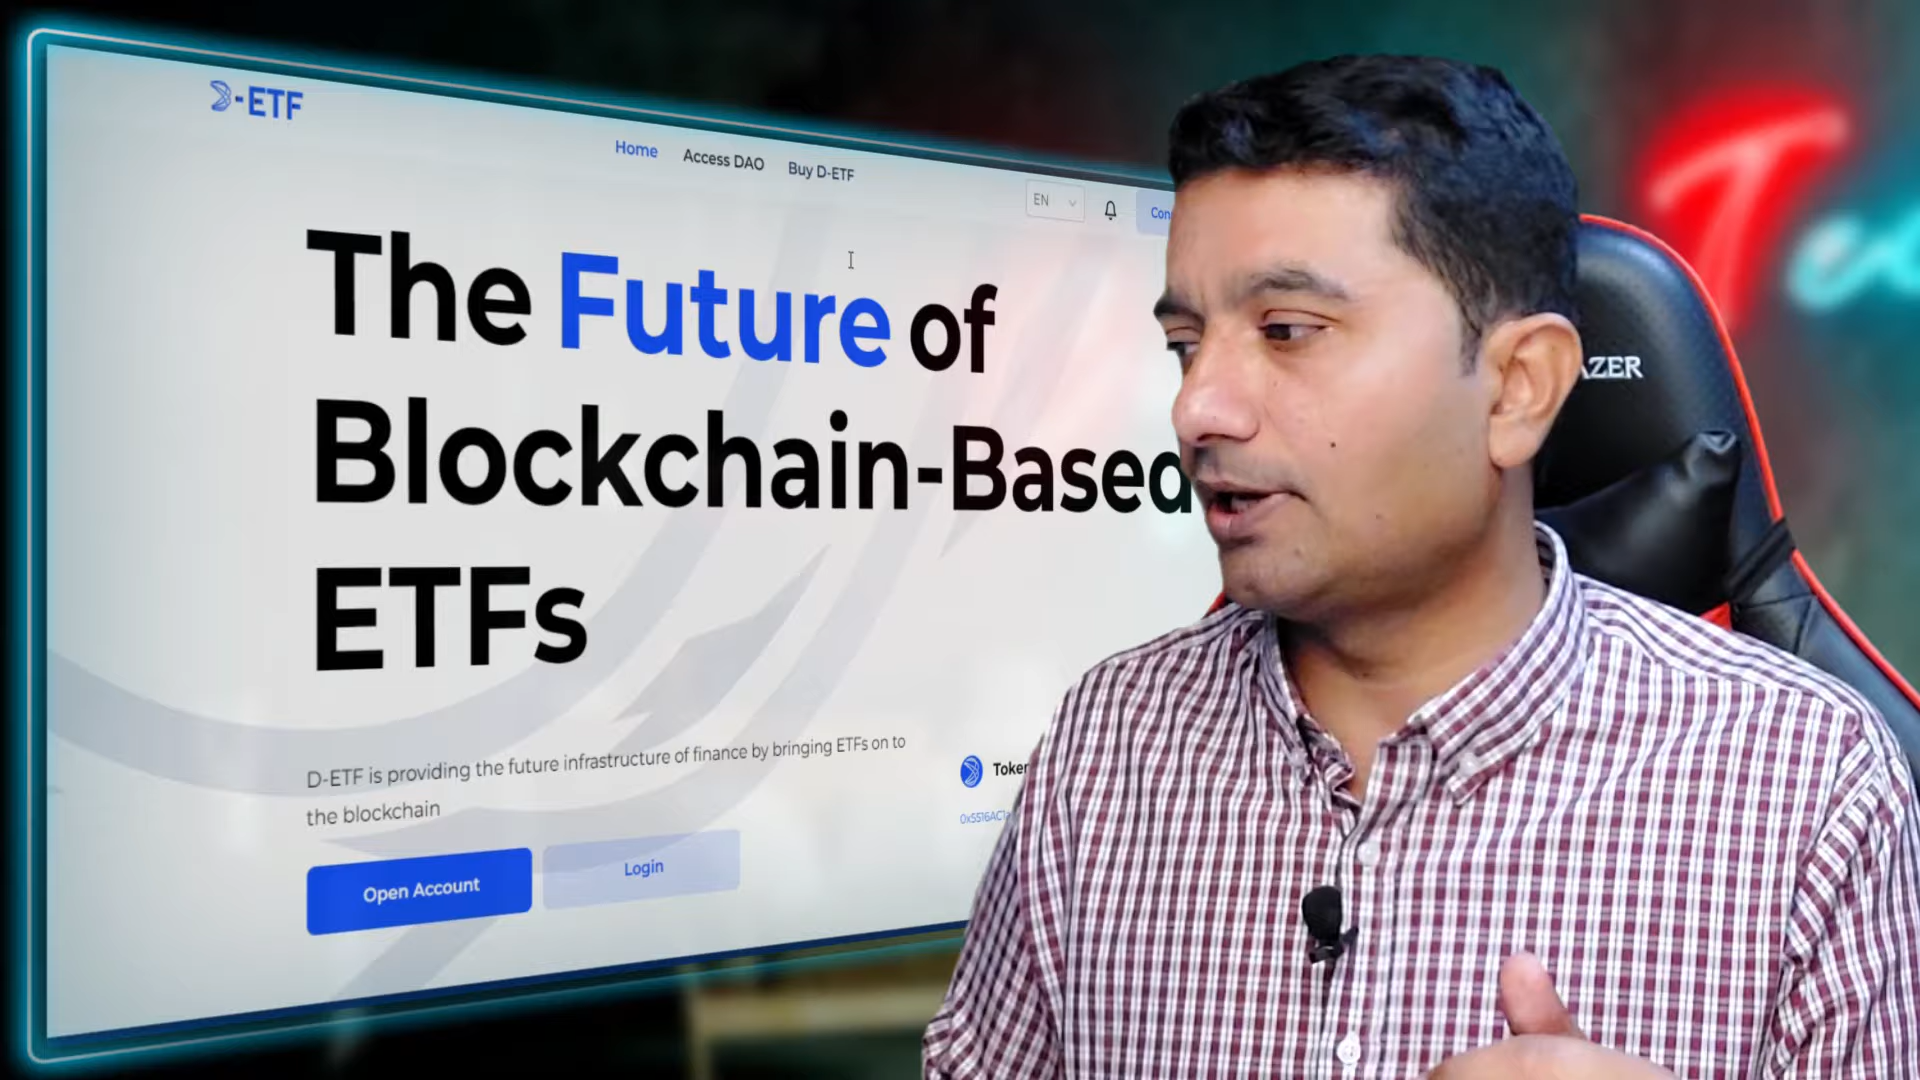 D-ETF
Home Access DAO Buy D-ETF
EN
The Future of
Blockchain-Based
ETFs
D-ETF is providing the future infrastructure of finance by bringing ETFs on to
the blockchain
Open Account
Login